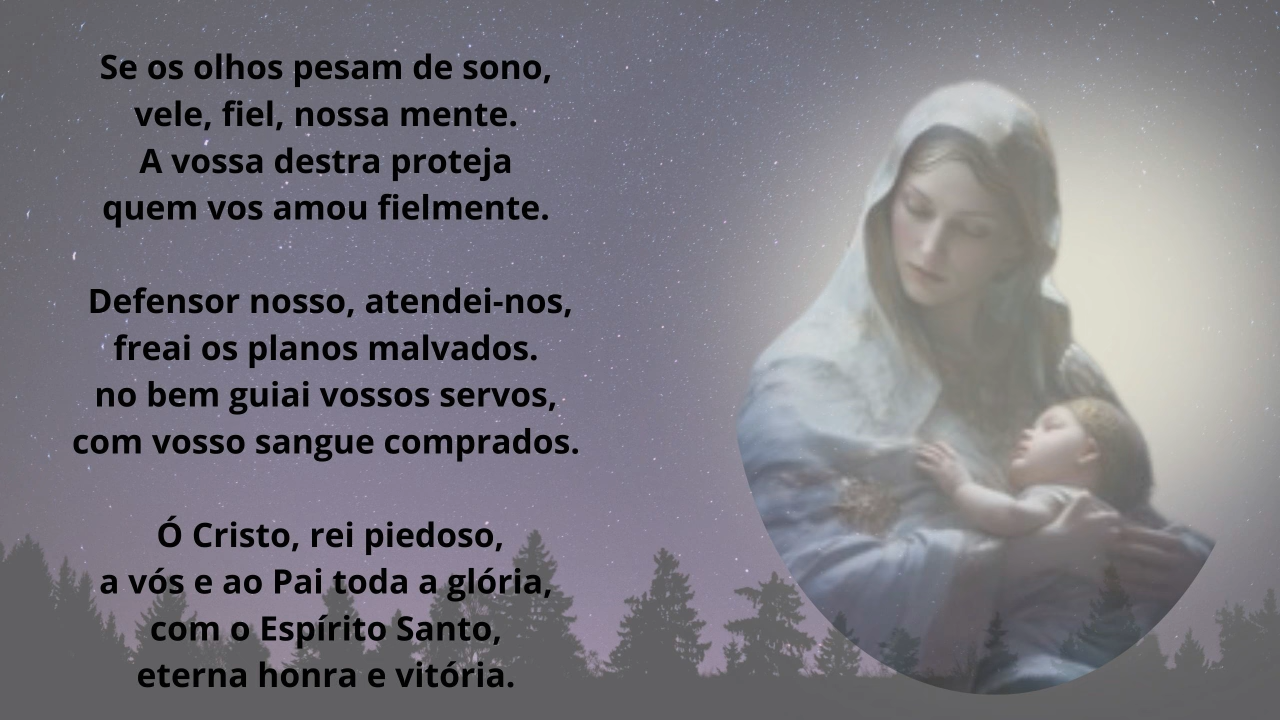 Se os olhos pesam de sono,
vele, fiel, nossa mente.
A vossa destra proteja
quem vos amou fielmente.
Defensor nosso, atendei-nos,
freai os planos malvados.
no bem guiai vossos servos,
com vosso sangue comprados.
Ó Cristo, rei piedoso,
a vós e ao Pai toda a glória,
com o Espírito Santo,
eterna honra e vitória.